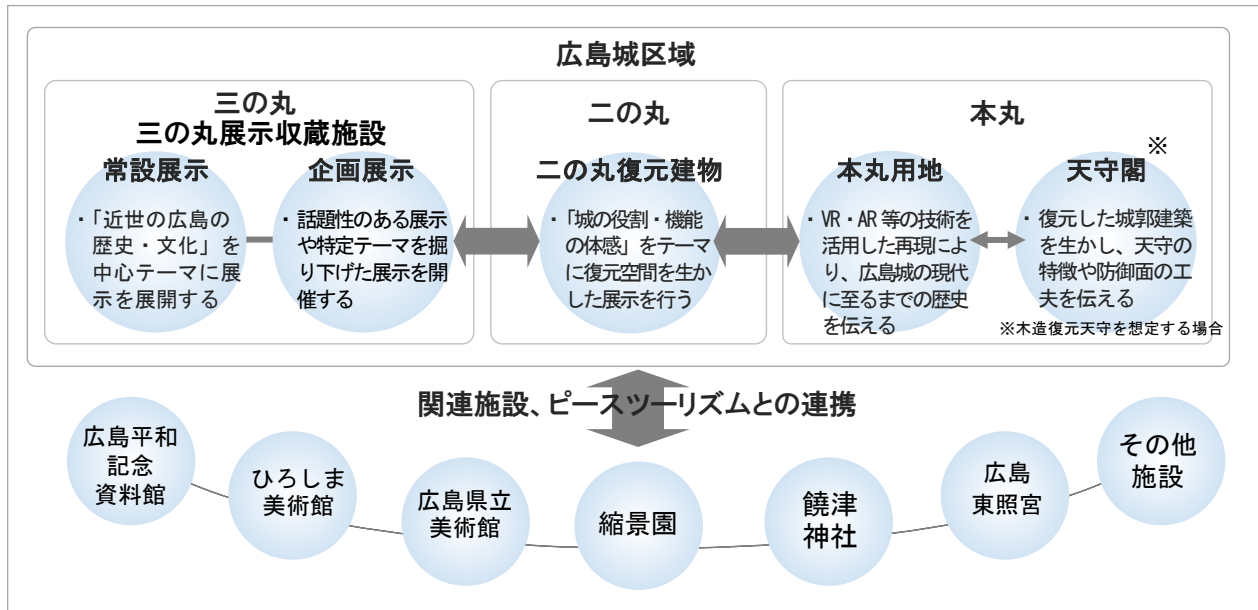 広島城区域
三の丸
三の丸展示収蔵施設
常設展示
・「近世の広島の
歴史・文化」を
中心テーマに展
示を展開する
企画展示
・話題性のある展示
や特定テーマを掘
り下げた展示を開
催する
二の丸
二の丸復元建物
・「城の役割・機能
の体感」をテーマ
に復元空間を生か
した展示を行う
本丸
本丸用地
・VR・AR等の技術を
活用した再現によ
り、広島城の現代
に至るまでの歴史
を伝える
※
天守閣
・復元した城郭建築
を生かし、天守の
特徴や防御面の工
夫を伝える
※木造復元天守を想定する場合
関連施設、ピースツーリズムとの連携
広島平和
記念
資料館
ひろしま
美術館
広島県立
美術館
縮景園
饒津
神社
広島
東照宮
その他
施設